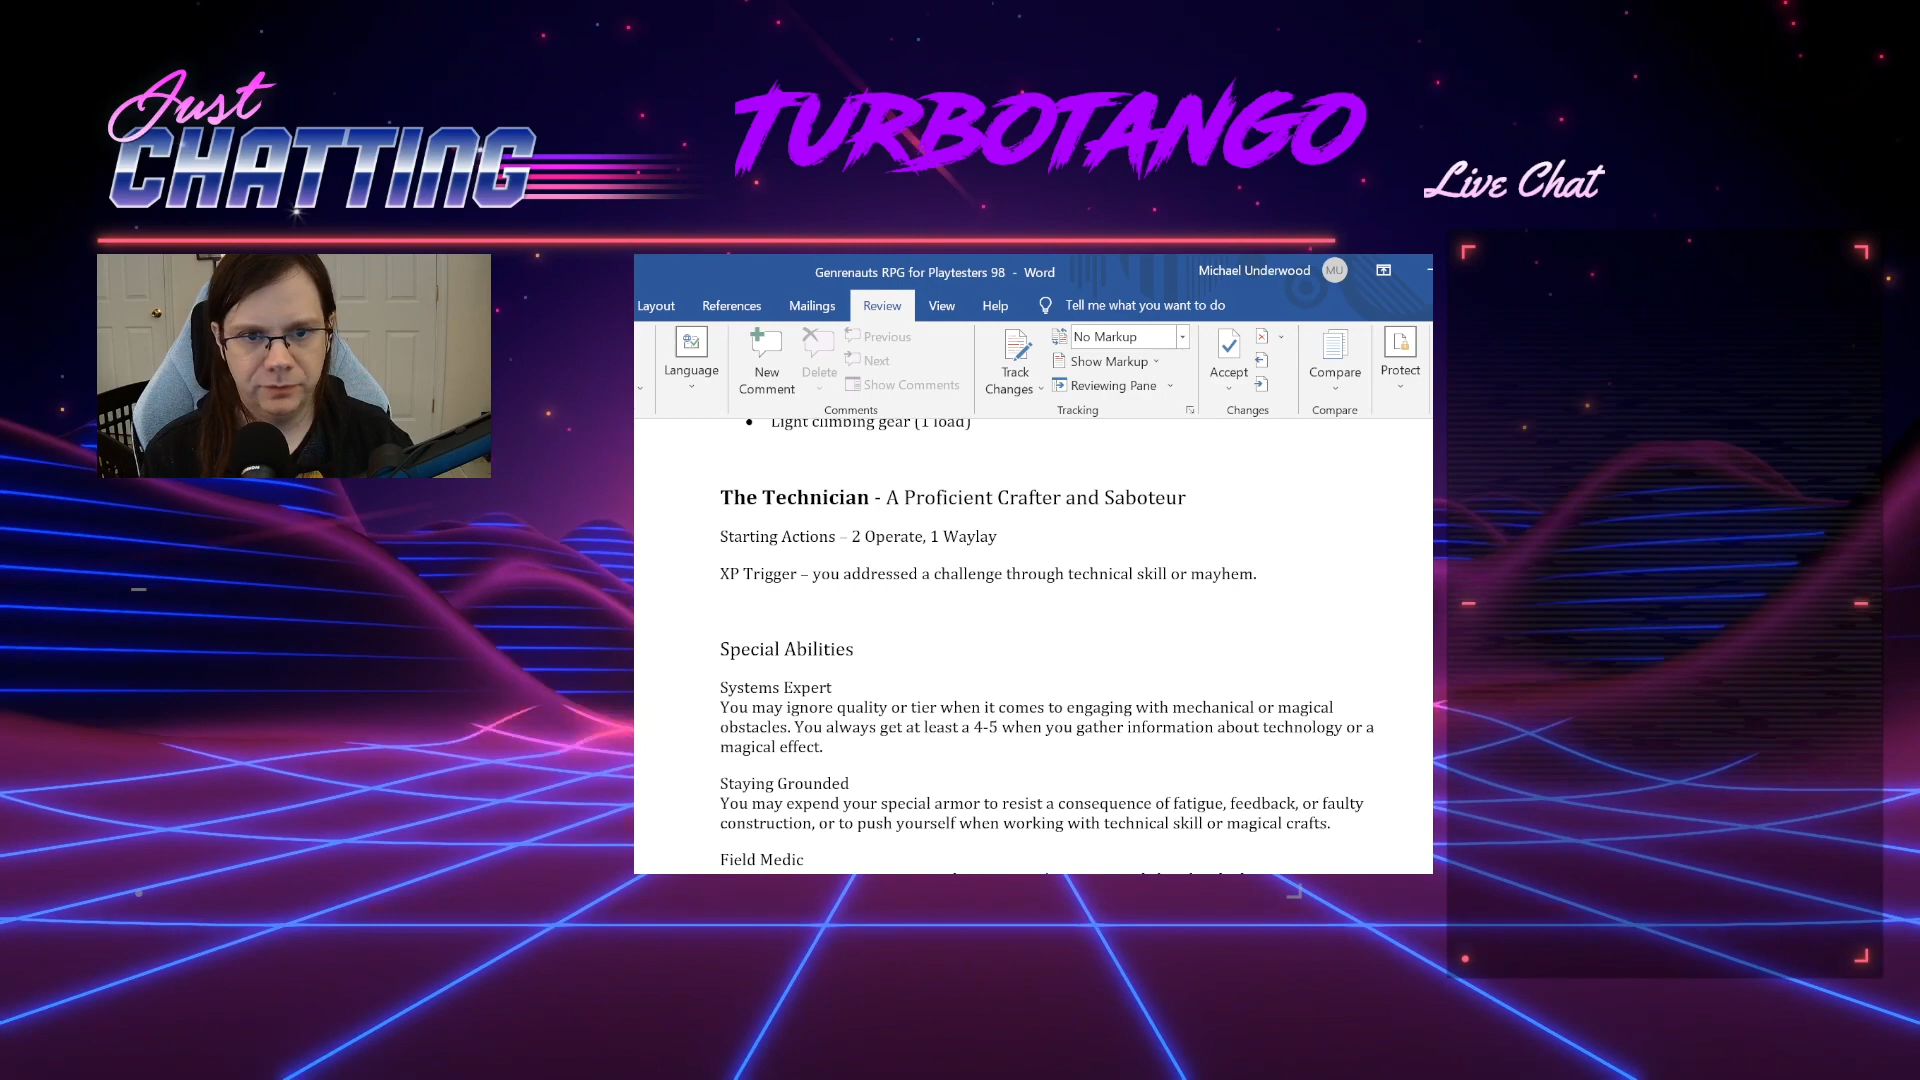 Just
CHATTING
TURBOTANGO
Live Chat
Genrenauts RPG for Playtesters 98 - Word
Michael Underwood
MU
Layout
References
Mailings
Review
View
Help
Tell me what you want to do
Language
New
Comment
Delete
Previous
Next
Show Comments
Comments
Track
Changes
No Markup
Show Markup
Reviewing Pane
Tracking
Accept
Changes
Compare
Compare
Protect
• Light climbing gear (1 load)
The Technician - A Proficient Crafter and Saboteur
Starting Actions – 2 Operate, 1 Waylay
XP Trigger – you addressed a challenge through technical skill or mayhem.
Special Abilities
Systems Expert
You may ignore quality or tier when it comes to engaging with mechanical or magical
obstacles. You always get at least a 4-5 when you gather information about technology or a
magical effect.
Staying Grounded
You may expend your special armor to resist a consequence of fatigue, feedback, or faulty
construction, or to push yourself when working with technical skill or magical crafts.
Field Medic